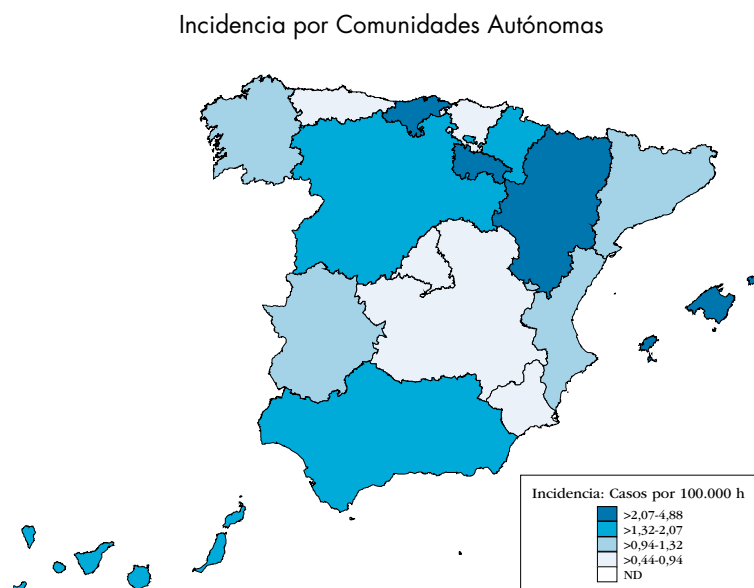 Incidencia por Comunidades Autónomas
Incidencia: Casos por 100.000 h
>2,07-4,88
>1,32-2,07
>0,94-1,32
>0,44-0,94
ND